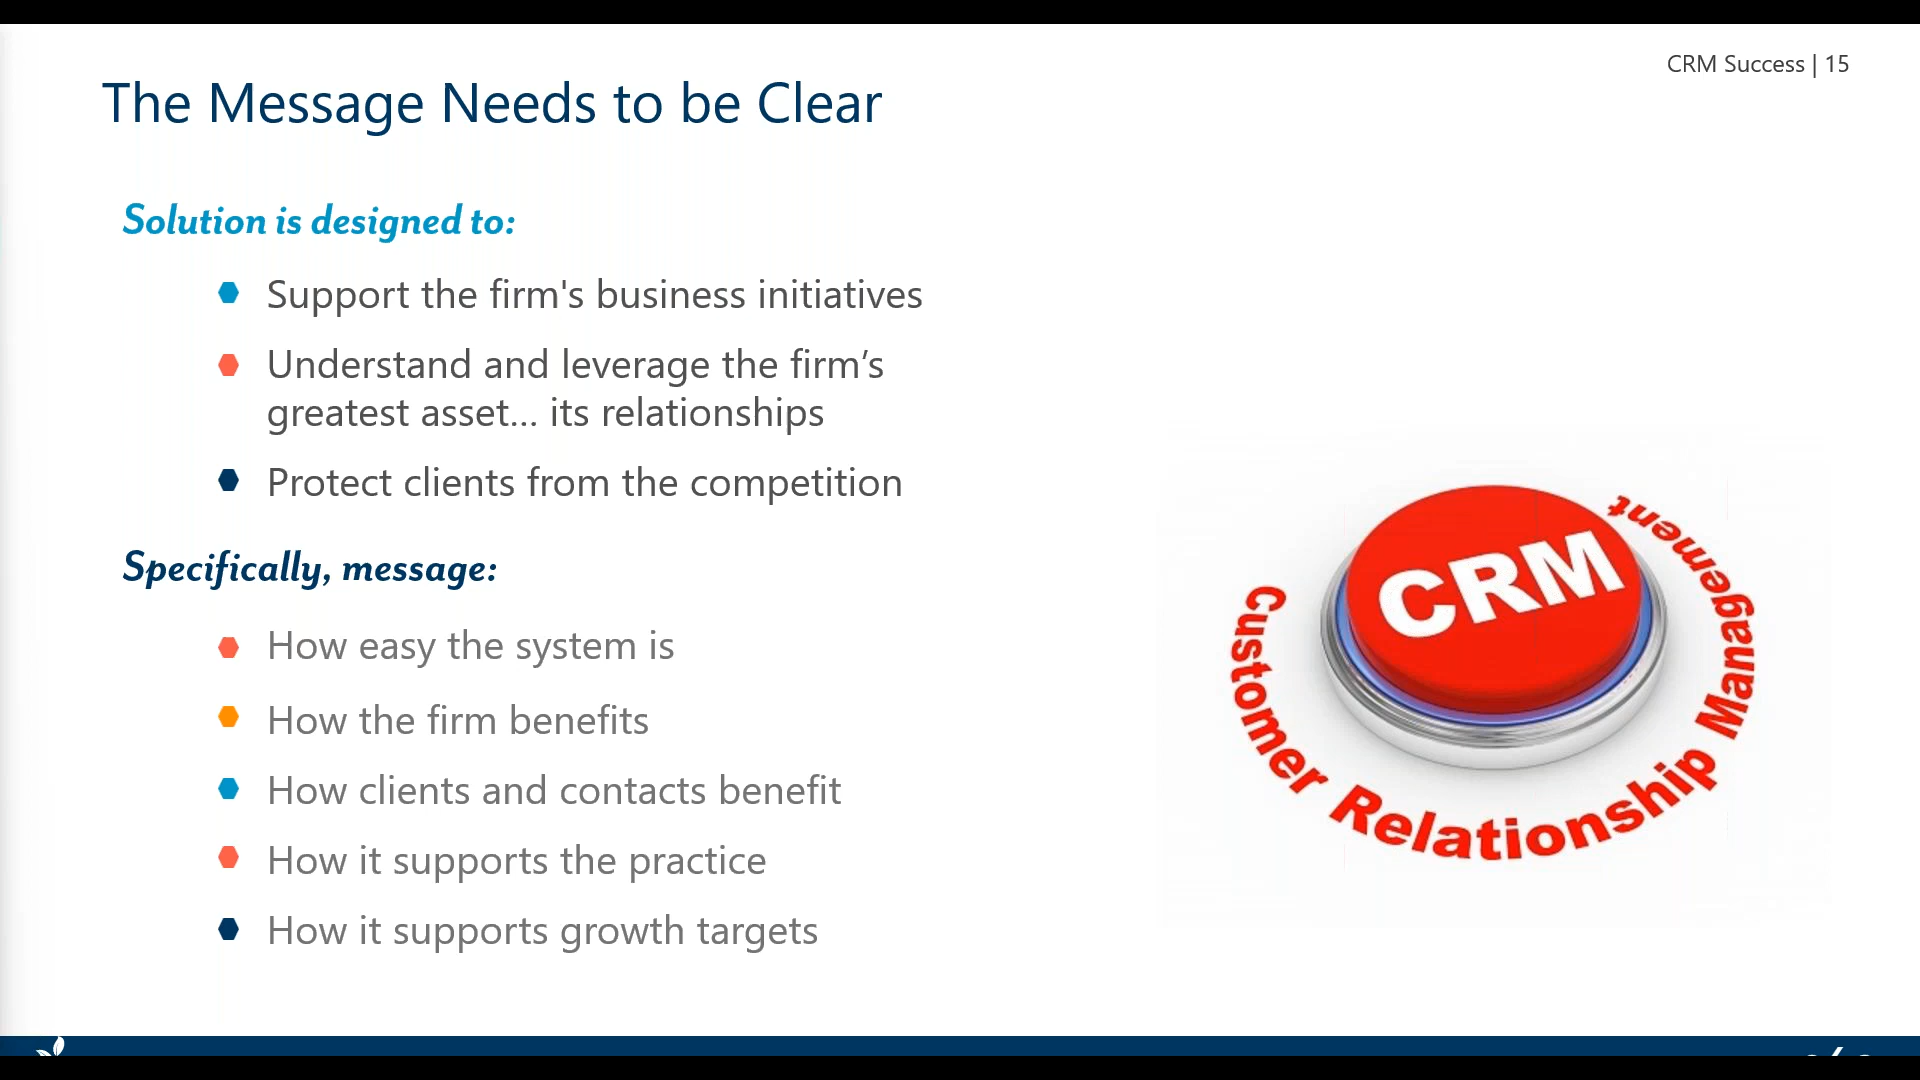 CRM Success | 15
The Message Needs to be Clear
Solution is designed to:
Support the firm's business initiatives
Understand and leverage the firm’s
greatest asset... its relationships
Protect clients from the competition
Specifically, message:
How easy the system is
How the firm benefits
How clients and contacts benefit
How it supports the practice
How it supports growth targets
CRM
Customer Relationship Management